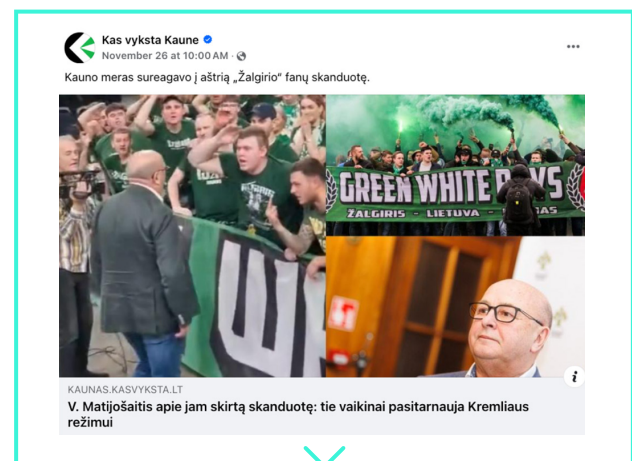 Kas vyksta Kaune
November 26 at 10:00 AM ·
Kauno meras sureagavo į aštrią „Žalgirio“ fanų skanduotę.
GREEN WHITE
ŽALGIRIS - LIETUVA -
KAUNAS.KASVYKSTA.LT
V. Matijošaitis apie jam skirtą skanduotę: tie vaikinai pasitarnauja Kremliaus
režimui